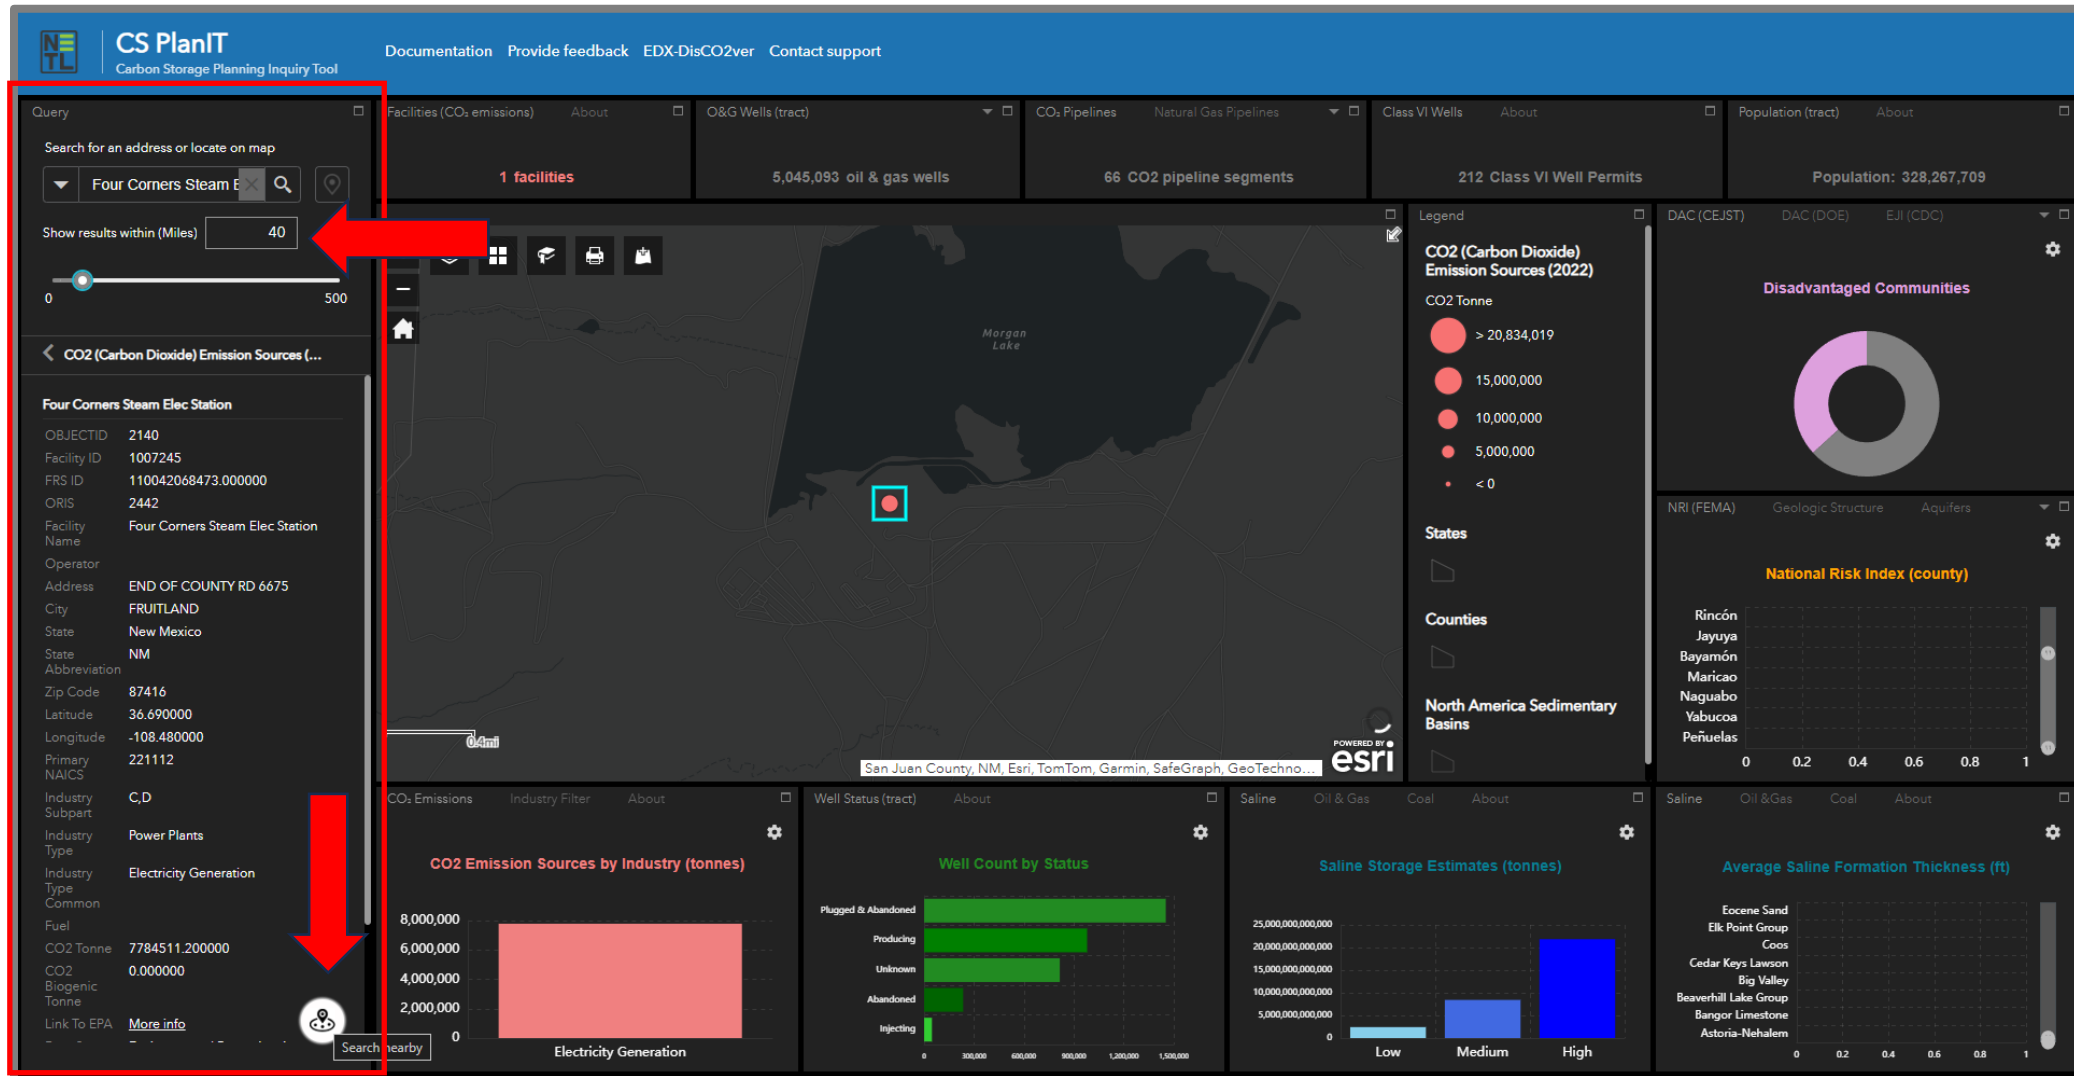 NE
TL
CS PlanIT
Carbon Storage Planning Inquiry Tool
Documentation Provide feedback EDX-DisCO2ver Contact support
Query
Search for an address or locate on map
Four Corners Steam E
Show results within (Miles) 40
0 500
CO2 (Carbon Dioxide) Emission Sources (...
Four Corners Steam Elec Station
OBJECTID 2140
Facility ID 1007245
FRS ID 110042068473.000000
ORIS 2442
Facility Name Four Corners Steam Elec Station
Operator
Address END OF COUNTY RD 6675
City FRUITLAND
State New Mexico
State Abbreviation NM
Zip Code 87416
Latitude 36.690000
Longitude -108.480000
Primary NAICS 221112
Industry Subpart C,D
Industry Type Power Plants
Industry Type Common Electricity Generation
Fuel
CO2 Tonne 7784511.200000
CO2 Biogenic Tonne 0.000000
Link To EPA More info
Search nearby
Facilities (CO₂ emissions) About
1 facilities
O&G Wells (tract)
5,045,093 oil & gas wells
CO₂ Pipelines Natural Gas Pipelines
66 CO2 pipeline segments
Class VI Wells About
212 Class VI Well Permits
Population (tract) About
Population: 328,267,709
Morgan
Lake
0.4mi
San Juan County, NM, Esri, TomTom, Garmin, SafeGraph, GeoTechno...
POWERED BY
esri
Legend
CO2 (Carbon Dioxide)
Emission Sources (2022)
CO2 Tonne
> 20,834,019
15,000,000
10,000,000
5,000,000
< 0
States
Counties
North America Sedimentary
Basins
DAC (CEJST) DAC (DOE) EJI (CDC)
Disadvantaged Communities
NRI (FEMA) Geologic Structure Aquifers
National Risk Index (county)
Rincón
Jayuya
Bayamón
Maricao
Naguabo
Yabucoa
Peñuelas
0 0.2 0.4 0.6 0.8 1
CO₂ Emissions Industry Filter About
CO2 Emission Sources by Industry (tonnes)
8,000,000
6,000,000
4,000,000
2,000,000
0
Electricity Generation
Well Status (tract) About
Well Count by Status
Plugged & Abandoned
Producing
Unknown
Abandoned
Injecting
0 300,000 600,000 900,000 1,200,000 1,500,000
Saline Oil & Gas Coal About
Saline Storage Estimates (tonnes)
25,000,000,000,000
20,000,000,000,000
15,000,000,000,000
10,000,000,000,000
5,000,000,000,000
0
Low Medium High
Saline Oil &Gas Coal About
Average Saline Formation Thickness (ft)
Eocene Sand
Elk Point Group
Coos
Cedar Keys Lawson
Big Valley
Beaverhill Lake Group
Bangor Limestone
Astoria-Nehalem
0 0.2 0.4 0.6 0.8 1